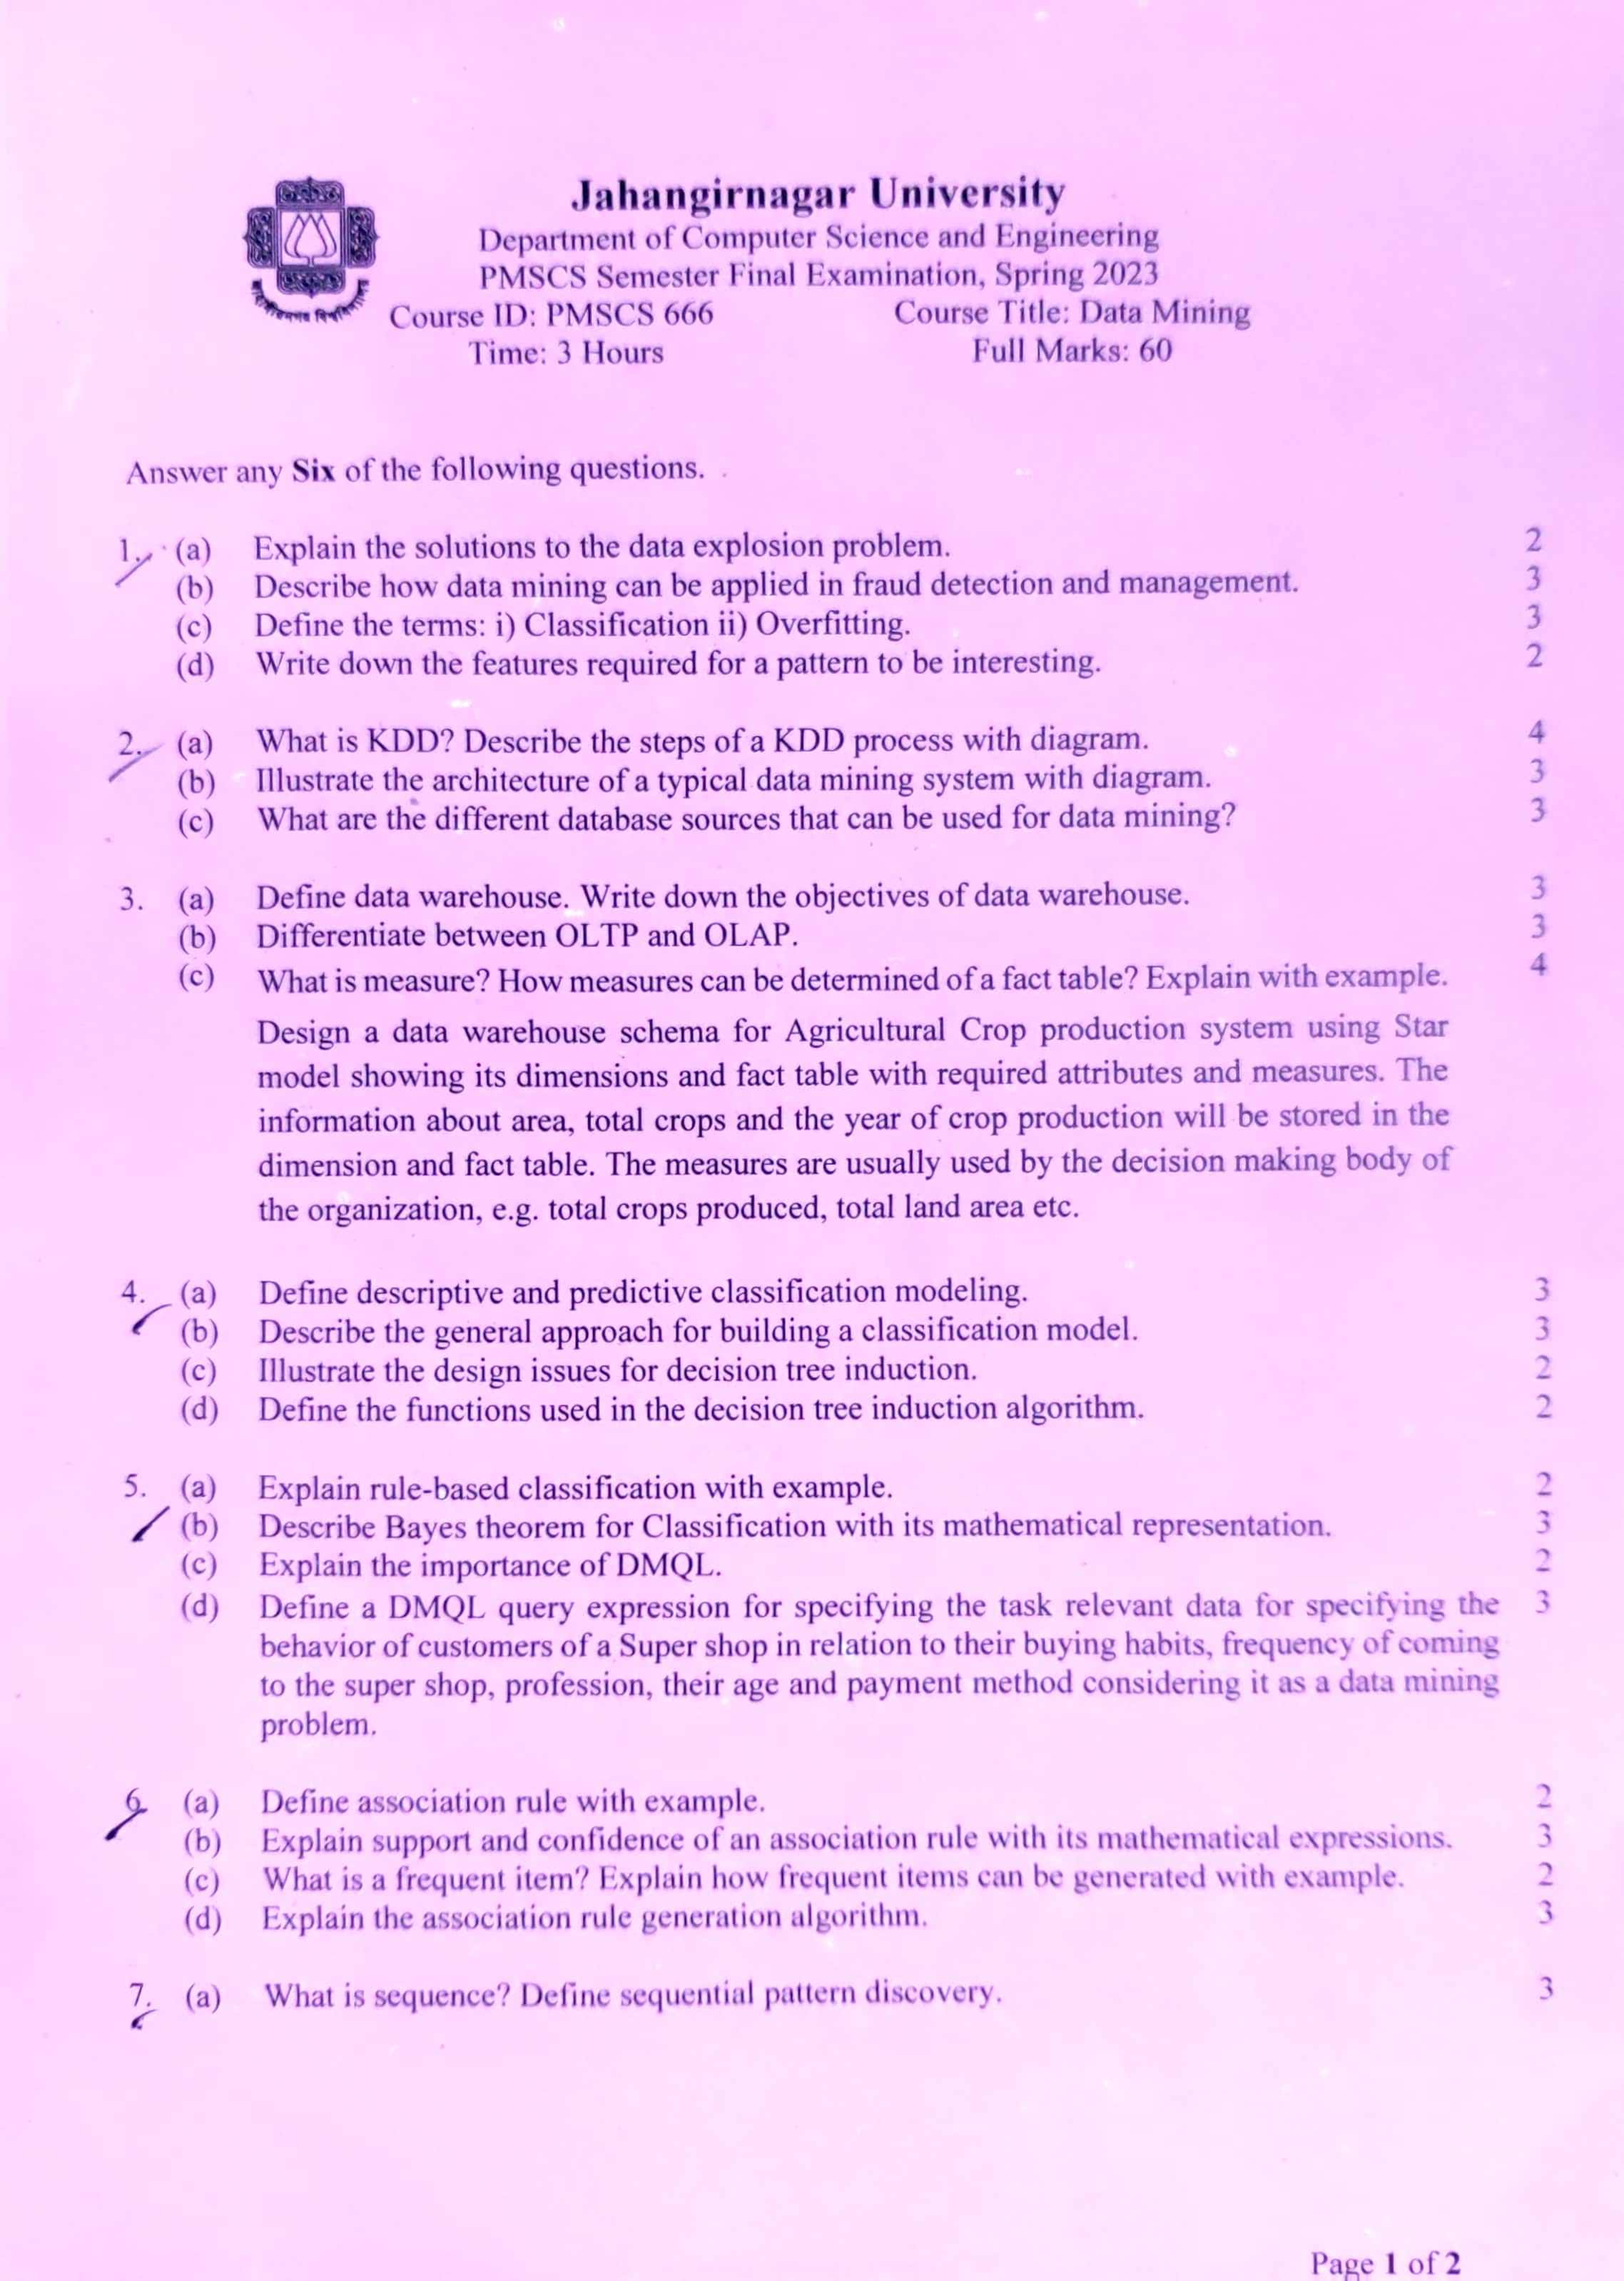 Jahangirnagar University
Department of Computer Science and Engineering
PMSCS Semester Final Examination, Spring 2023
Course ID: PMSCS 666 Course Title: Data Mining
Time: 3 Hours Full Marks: 60
Answer any Six of the following questions.
1. (a) Explain the solutions to the data explosion problem. 2
(b) Describe how data mining can be applied in fraud detection and management. 3
(c) Define the terms: i) Classification ii) Overfitting. 3
(d) Write down the features required for a pattern to be interesting. 2
2. (a) What is KDD? Describe the steps of a KDD process with diagram. 4
(b) Illustrate the architecture of a typical data mining system with diagram. 3
(c) What are the different database sources that can be used for data mining? 3
3. (a) Define data warehouse. Write down the objectives of data warehouse. 3
(b) Differentiate between OLTP and OLAP. 3
(c) What is measure? How measures can be determined of a fact table? Explain with example. 4
Design a data warehouse schema for Agricultural Crop production system using Star
model showing its dimensions and fact table with required attributes and measures. The
information about area, total crops and the year of crop production will be stored in the
dimension and fact table. The measures are usually used by the decision making body of
the organization, e.g. total crops produced, total land area etc.
4. (a) Define descriptive and predictive classification modeling. 3
(b) Describe the general approach for building a classification model. 3
(c) Illustrate the design issues for decision tree induction. 2
(d) Define the functions used in the decision tree induction algorithm. 2
5. (a) Explain rule-based classification with example. 2
(b) Describe Bayes theorem for Classification with its mathematical representation. 3
(c) Explain the importance of DMQL. 2
(d) Define a DMQL query expression for specifying the task relevant data for specifying the 3
behavior of customers of a Super shop in relation to their buying habits, frequency of coming
to the super shop, profession, their age and payment method considering it as a data mining
problem.
6 (a) Define association rule with example. 2
(b) Explain support and confidence of an association rule with its mathematical expressions. 3
(c) What is a frequent item? Explain how frequent items can be generated with example. 2
(d) Explain the association rule generation algorithm. 3
7. (a) What is sequence? Define sequential pattern discovery. 3
Page 1 of 2